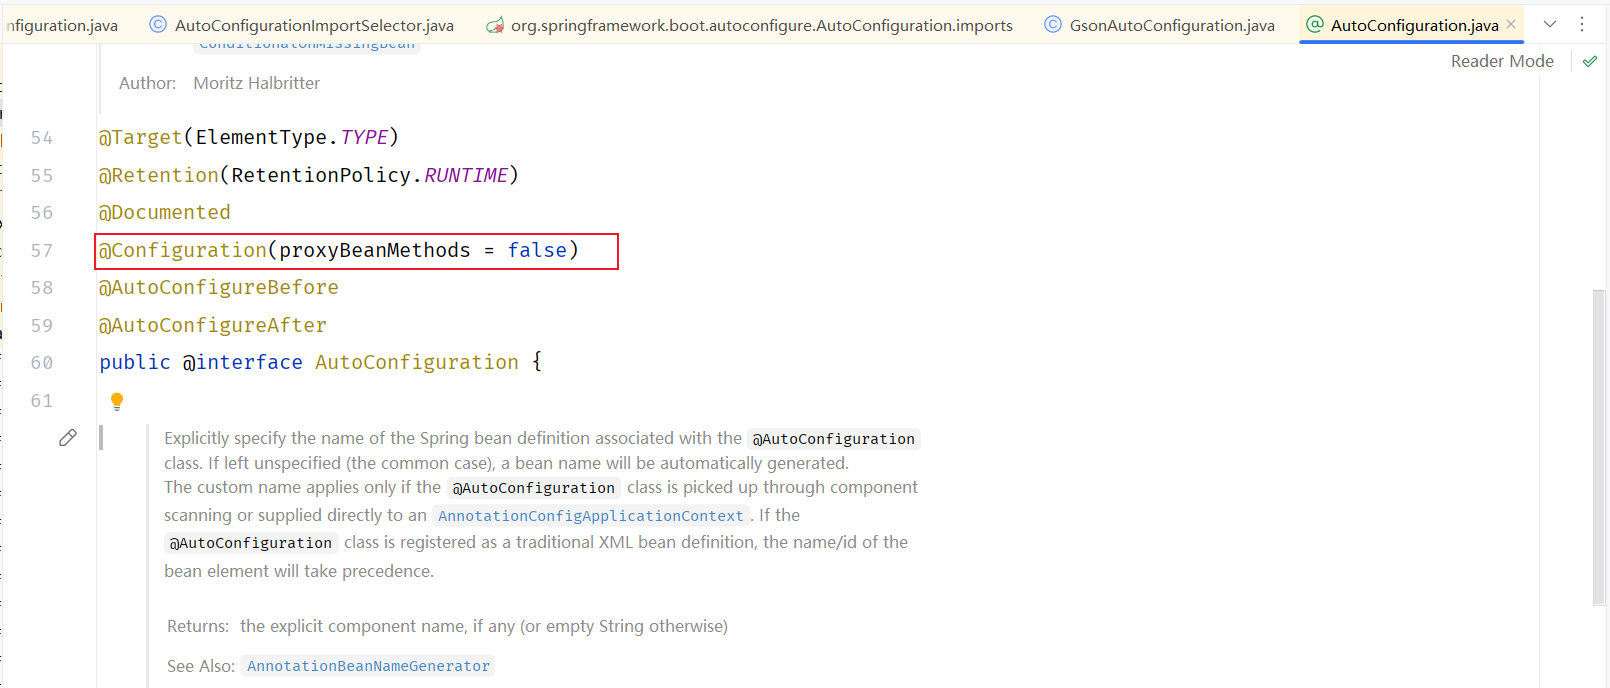 nfiguration.java AutoConfigurationImportSelector.java org.springframework.boot.autoconfigure.AutoConfiguration.imports GsonAutoConfiguration.java AutoConfiguration.java
ConditionalOnMissingBean
Reader Mode
Author: Moritz Halbritter
54 @Target(ElementType.TYPE)
55 @Retention(RetentionPolicy.RUNTIME)
56 @Documented
57 @Configuration(proxyBeanMethods = false)
58 @AutoConfigureBefore
59 @AutoConfigureAfter
60 public @interface AutoConfiguration {
61
Explicitly specify the name of the Spring bean definition associated with the @AutoConfiguration
class. If left unspecified (the common case), a bean name will be automatically generated.
The custom name applies only if the @AutoConfiguration class is picked up through component
scanning or supplied directly to an AnnotationConfigApplicationContext. If the
@AutoConfiguration class is registered as a traditional XML bean definition, the name/id of the
bean element will take precedence.
Returns: the explicit component name, if any (or empty String otherwise)
See Also: AnnotationBeanNameGenerator